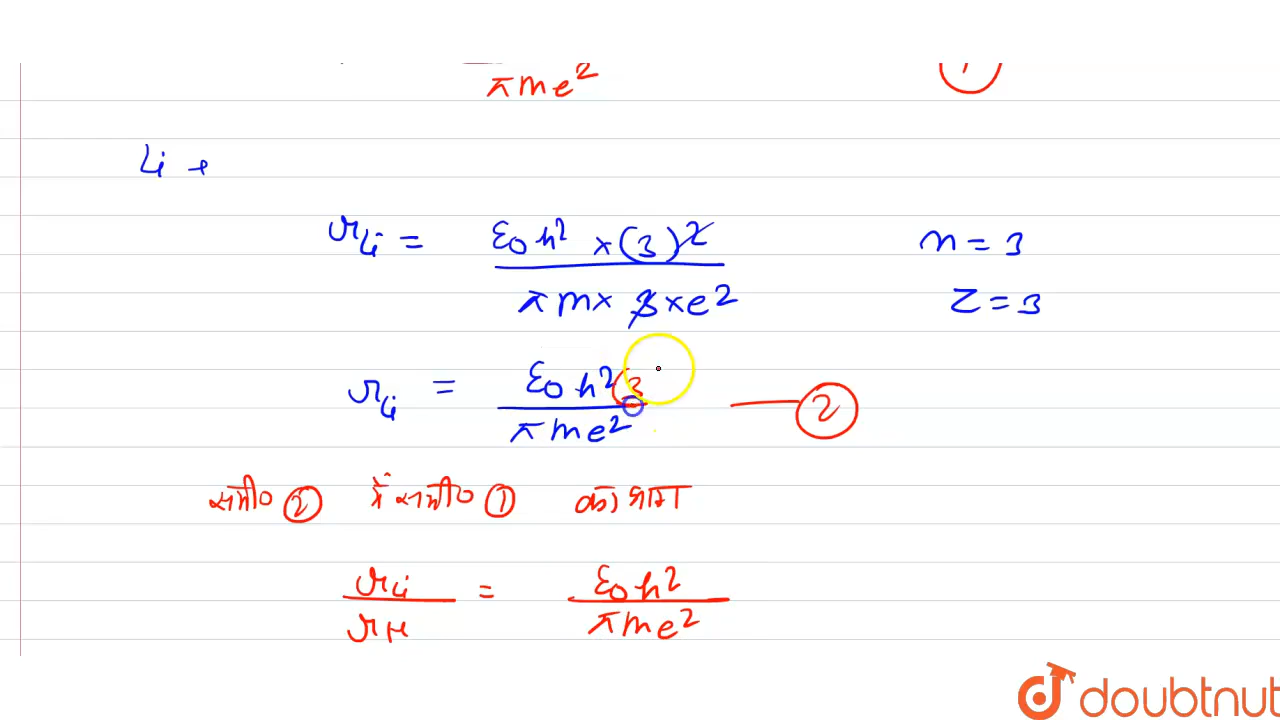 πme²
1
Li →
r_Li = ε₀h² × (3)² / πm × 3 × e²
n = 3
Z = 3
r_Li = ε₀h²(3 / πme² — ②
समी० ② में समी० ① का भाग
r_Li / r_H = ε₀h² / πme²
doubtnut